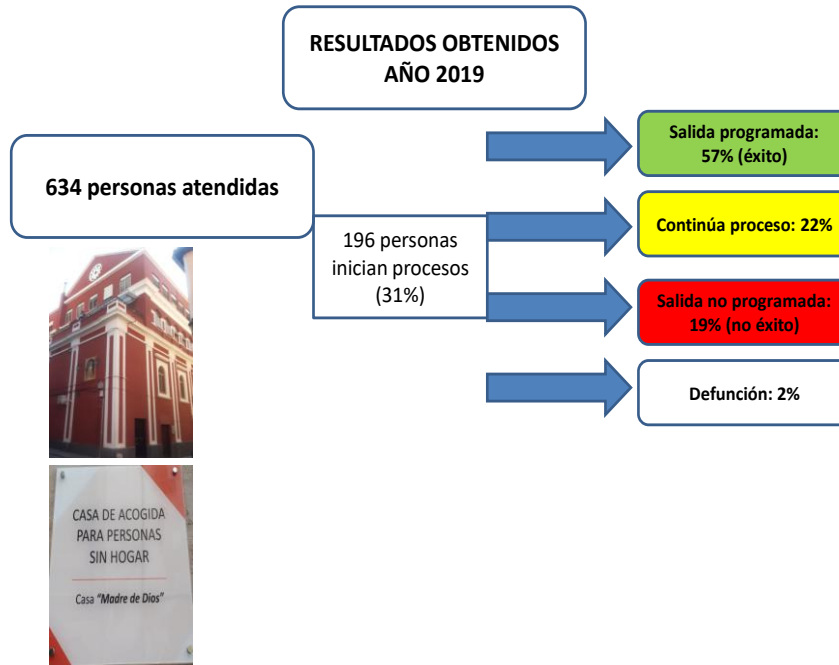 RESULTADOS OBTENIDOS
AÑO 2019
634 personas atendidas
196 personas
inician procesos
(31%)
Salida programada:
57% (éxito)
Continúa proceso: 22%
Salida no programada:
19% (no éxito)
Defunción: 2%
CASA DE ACOGIDA
PARA PERSONAS
SIN HOGAR
Casa "Madre de Dios"